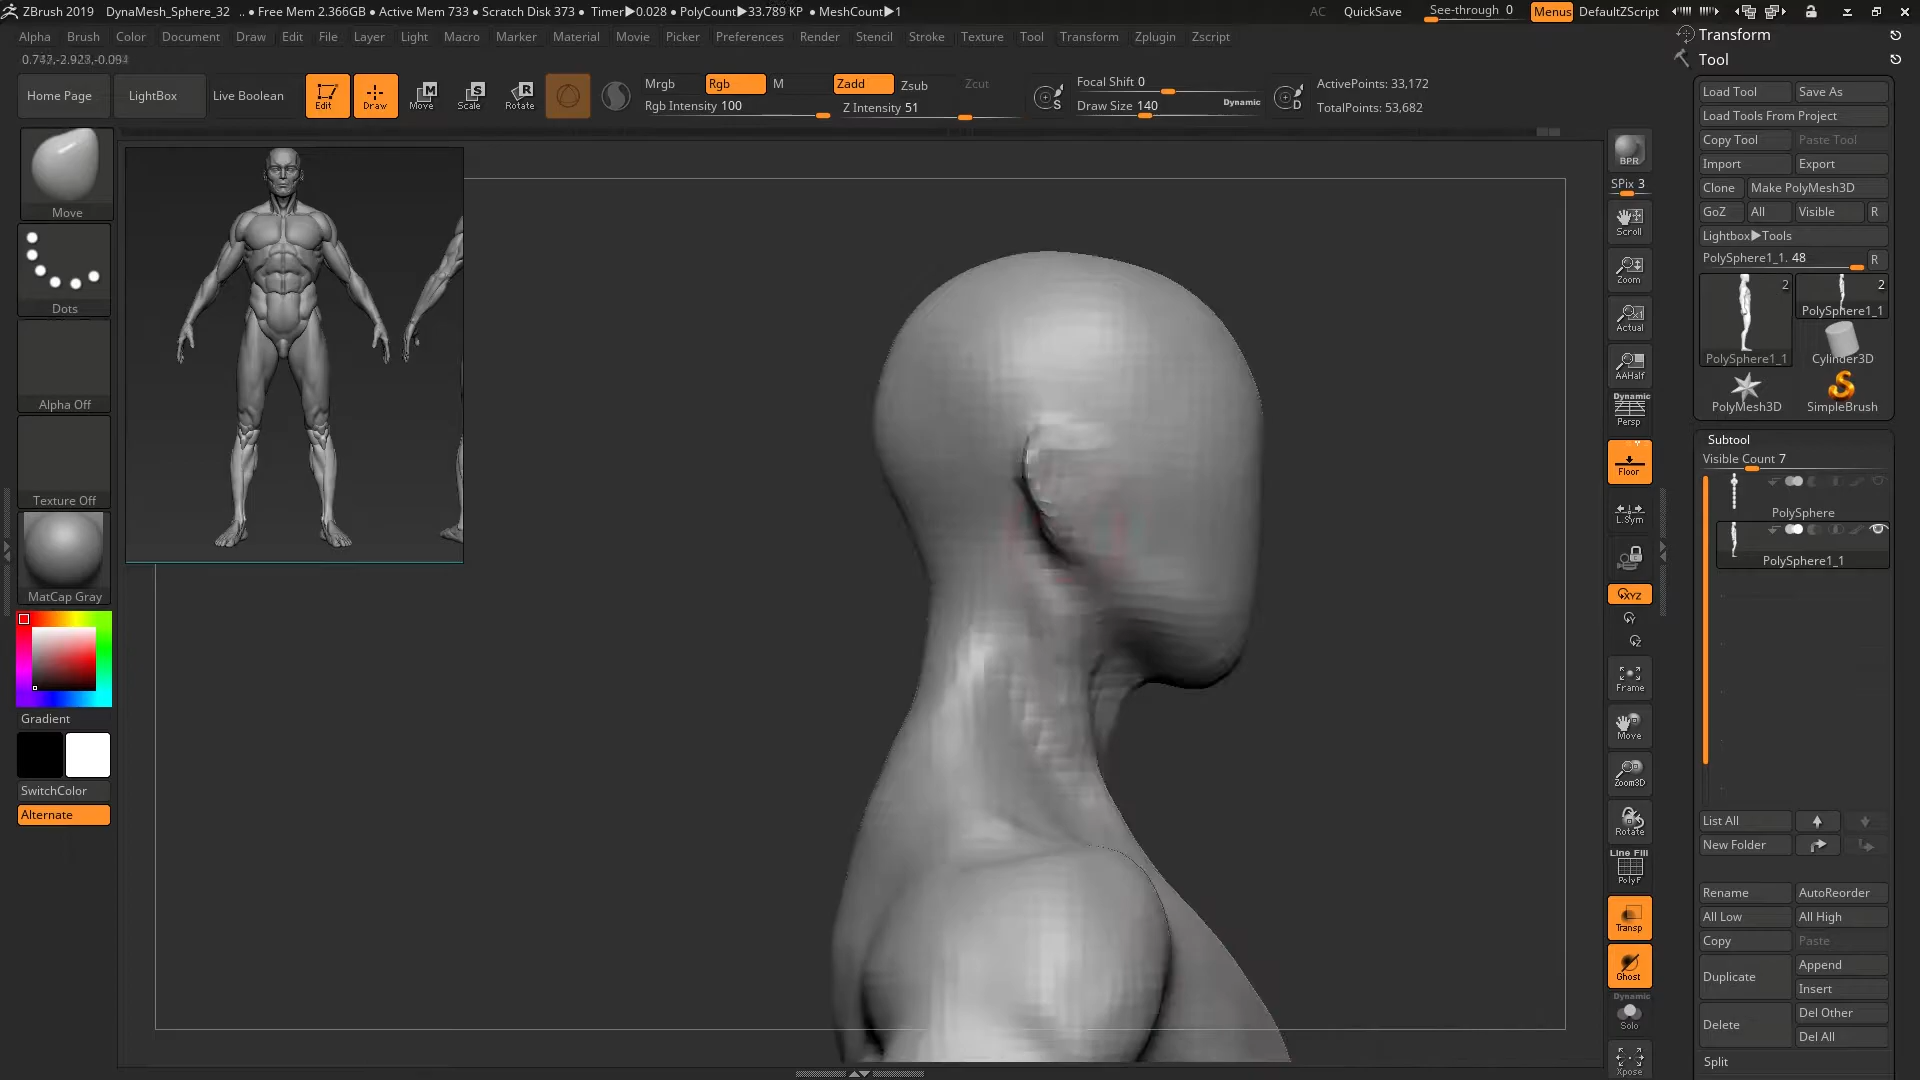 ZBrush 2019 DynaMesh_Sphere_32 .. • Free Mem 2.366GB • Active Mem 733 • Scratch Disk 373 • Timer▶0.028 • PolyCount▶33.789 KP • MeshCount▶1 AC QuickSave See-through 0 Menus DefaultZScript
Alpha Brush Color Document Draw Edit File Layer Light Macro Marker Material Movie Picker Preferences Render Stencil Stroke Texture Tool Transform Zplugin Zscript
Home Page LightBox Live Boolean Edit Draw Move Scale Rotate
Mrgb Rgb M Zadd Zsub Zcut
Rgb Intensity 100 Z Intensity 51
Focal Shift 0
Draw Size 140 Dynamic
ActivePoints: 33,172
TotalPoints: 53,682
Move
Dots
Alpha Off
Texture Off
MatCap Gray
Gradient
SwitchColor
Alternate
BPR
SPix 3
Scroll
Zoom
Actual
AAHalf
Dynamic
Persp
Floor
L.Sym
XYZ
Y
Z
Frame
Move
Zoom3D
Rotate
Line Fill
PolyF
Transp
Ghost
Dynamic
Solo
Xpose
Transform
Tool
Load Tool Save As
Load Tools From Project
Copy Tool Paste Tool
Import Export
Clone Make PolyMesh3D
GoZ All Visible R
Lightbox▶Tools
PolySphere1_1. 48 R
2 2
PolySphere1_1
PolySphere1_1 Cylinder3D
PolyMesh3D SimpleBrush
Subtool
Visible Count 7
PolySphere
PolySphere1_1
List All
New Folder
Rename AutoReorder
All Low All High
Copy Paste
Duplicate Append
Insert
Delete Del Other
Del All
Split